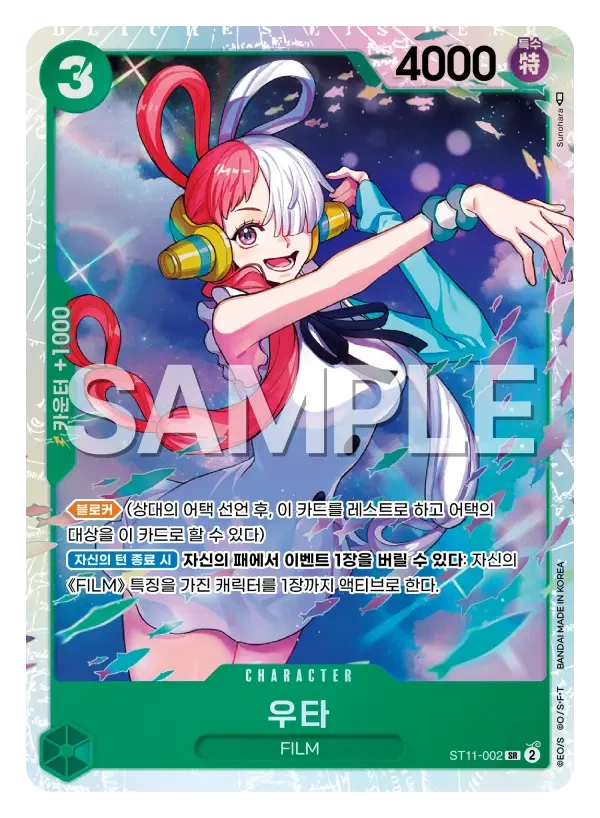 3
4000
특수
特
Sunohara
카운터 +1000
SAMPLE
블로커 (상대의 어택 선언 후, 이 카드를 레스트로 하고 어택의
대상을 이 카드로 할 수 있다)
자신의 턴 종료 시 자신의 패에서 이벤트 1장을 버릴 수 있다: 자신의
《FILM》 특징을 가진 캐릭터를 1장까지 액티브로 한다.
CHARACTER
우타
FILM
ST11-002 SR 2
©EO/S ©O/S·F·T BANDAI MADE IN KOREA